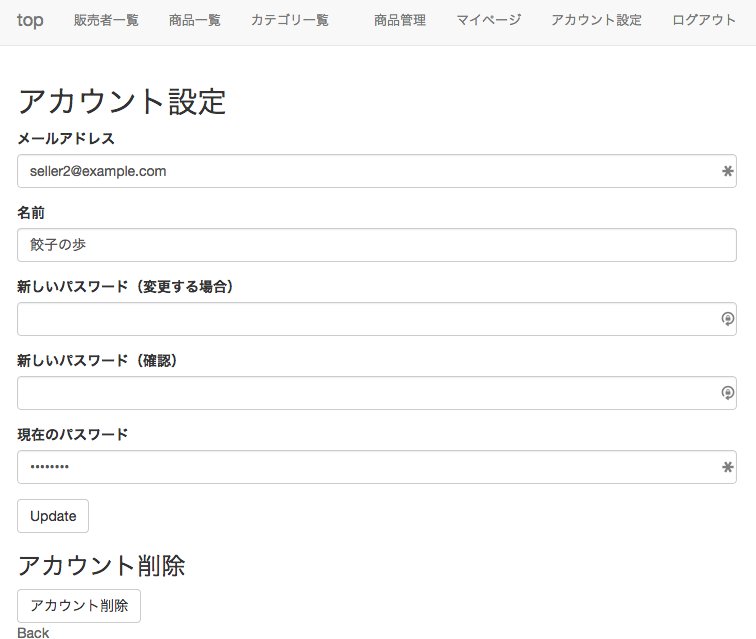 top 販売者一覧 商品一覧 カテゴリ一覧 商品管理 マイページ アカウント設定 ログアウト
アカウント設定
メールアドレス
seller2@example.com
名前
餃子の歩
新しいパスワード（変更する場合）
新しいパスワード（確認）
現在のパスワード
••••••••
Update
アカウント削除
アカウント削除
Back